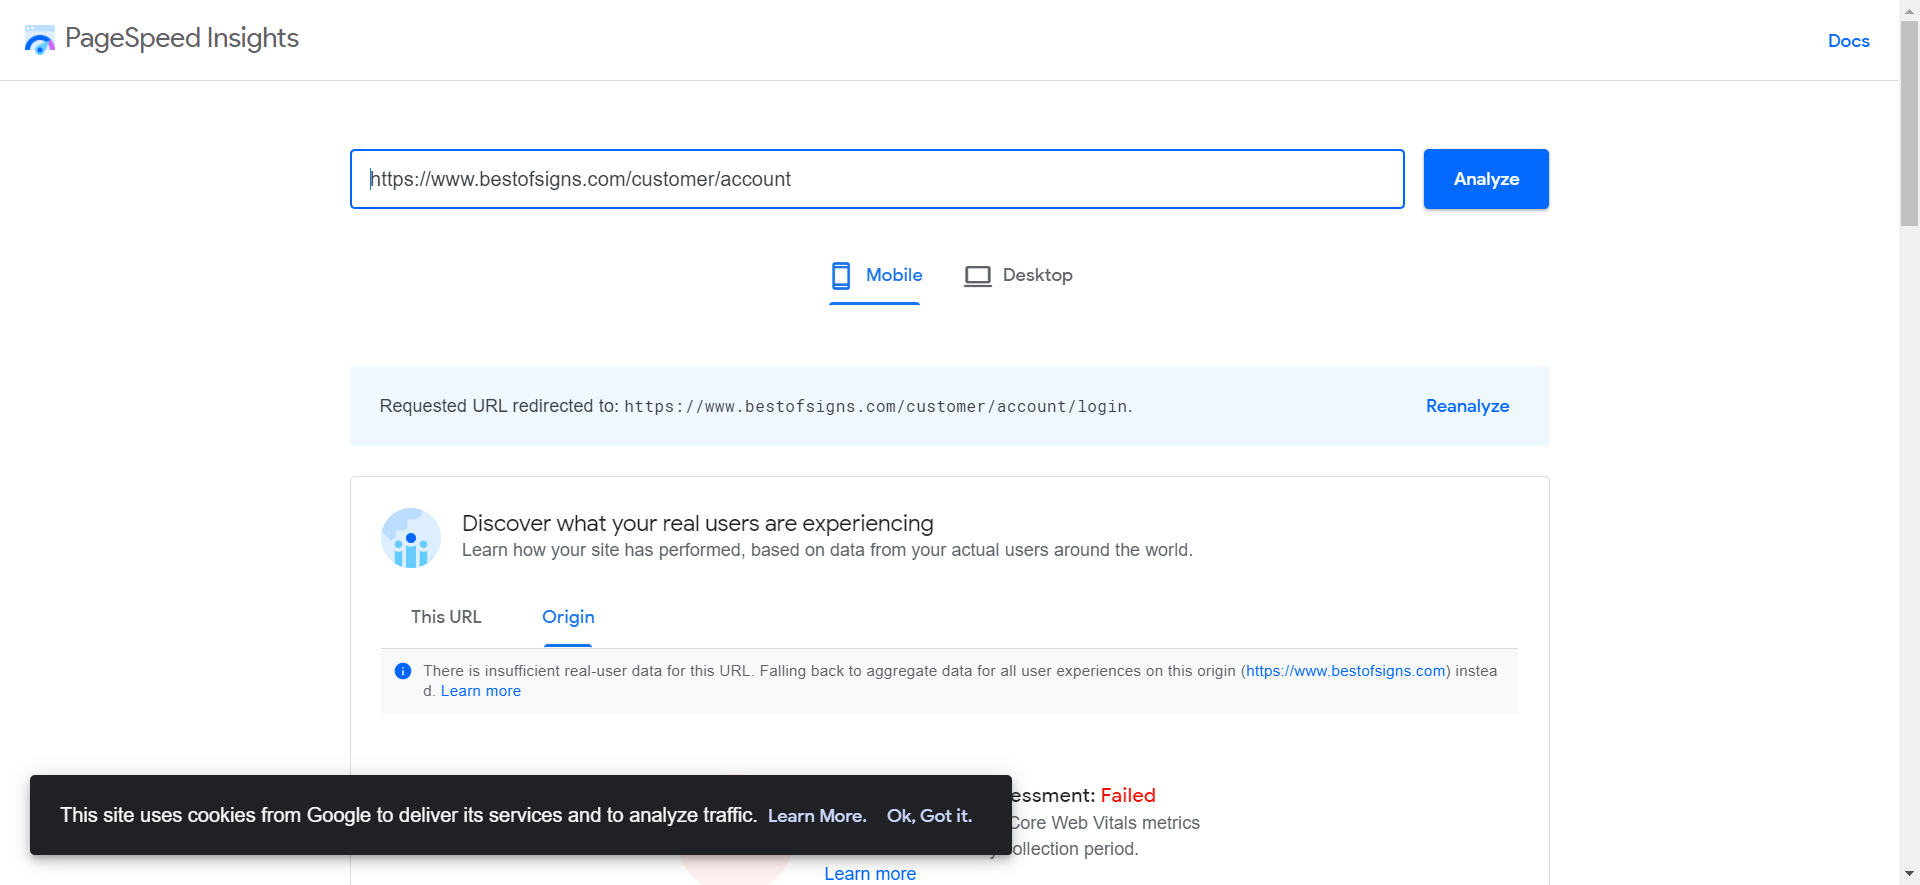 PageSpeed Insights
Docs
https://www.bestofsigns.com/customer/account
Analyze
Mobile
Desktop
Requested URL redirected to: https://www.bestofsigns.com/customer/account/login.
Reanalyze
Discover what your real users are experiencing
Learn how your site has performed, based on data from your actual users around the world.
This URL
Origin
There is insufficient real-user data for this URL. Falling back to aggregate data for all user experiences on this origin (https://www.bestofsigns.com) instea
d. Learn more
essment: Failed
Core Web Vitals metrics
ollection period.
Learn more
This site uses cookies from Google to deliver its services and to analyze traffic. Learn More. Ok, Got it.